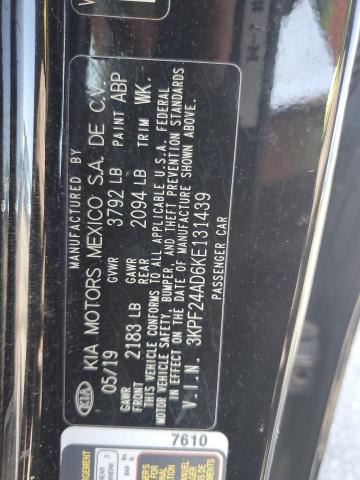 MANUFACTURED BY
KIA KIA MOTORS MEXICO S.A. DE C.V.
05/19 GVWR 3792 LB PAINT ABP
GAWR FRONT 2183 LB GAWR REAR 2094 LB TRIM WK
THIS VEHICLE CONFORMS TO ALL APPLICABLE U.S.A. FEDERAL
MOTOR VEHICLE SAFETY, BUMPER AND THEFT PREVENTION STANDARDS
IN EFFECT ON THE DATE OF MANUFACTURE SHOWN ABOVE.
V.I.N. 3KPF24AD6KE131439
PASSENGER CAR
7610